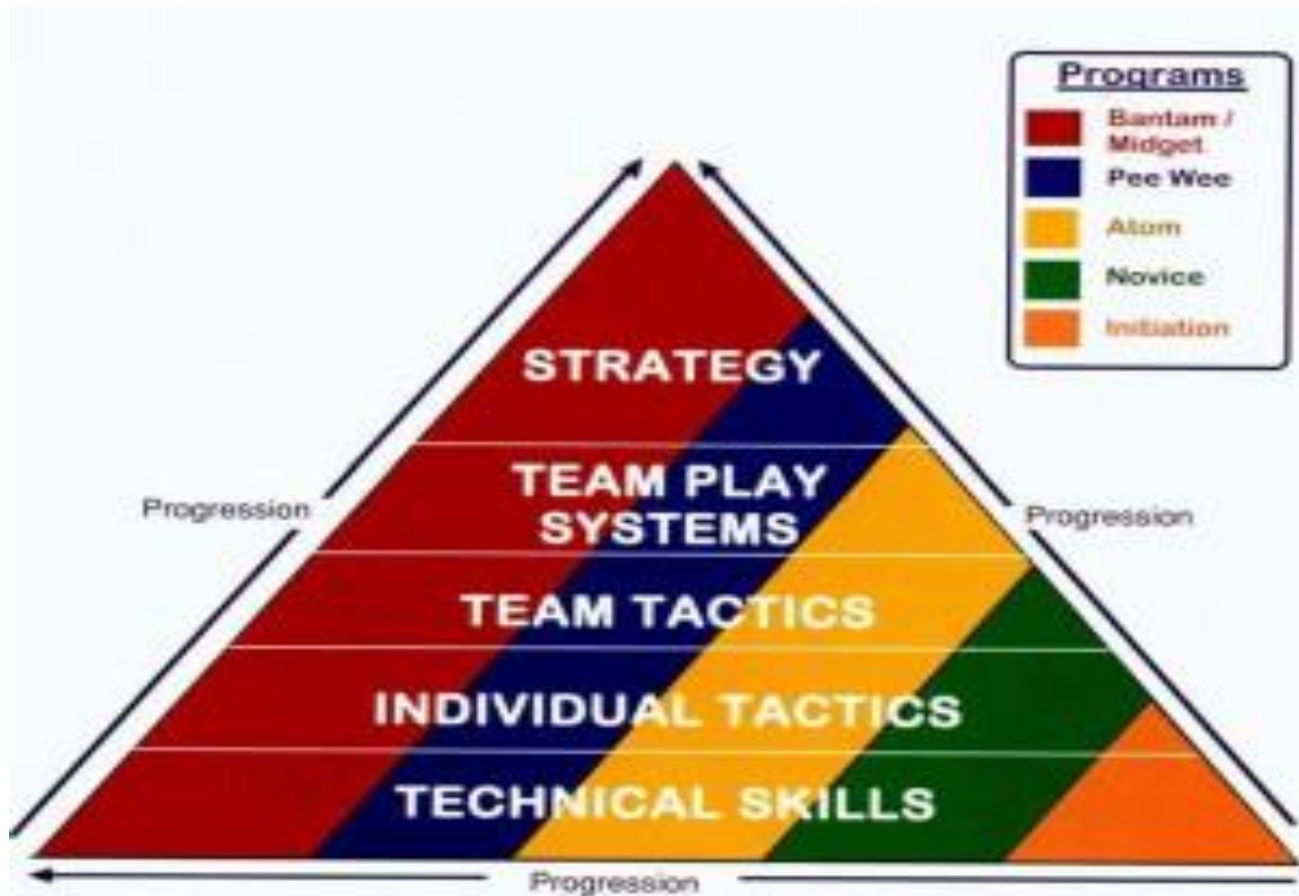 Programs
Bantam /
Midget
Pee Wee
Atom
Novice
Initiation
STRATEGY
TEAM PLAY
SYSTEMS
Progression
Progression
TEAM TACTICS
INDIVIDUAL TACTICS
TECHNICAL SKILLS
Progression